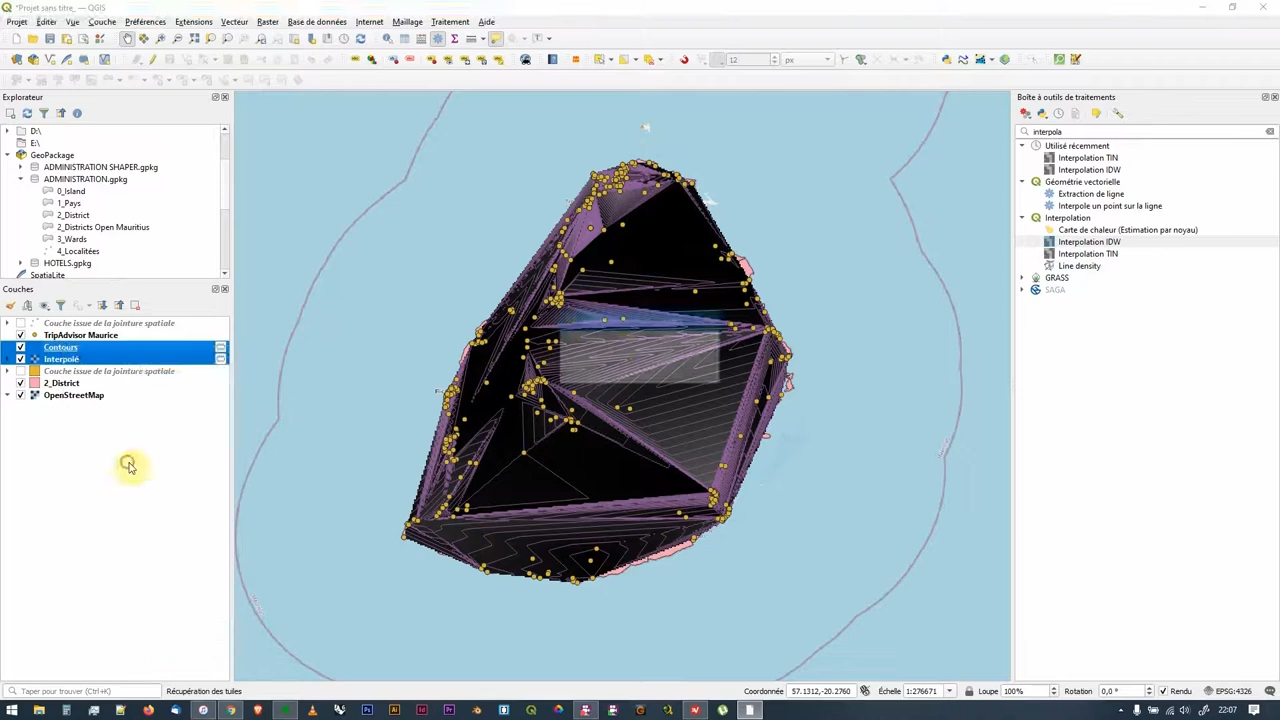 *Projet sans titre_ — QGIS
Projet Éditer Vue Couche Préférences Extensions Vecteur Raster Base de données Internet Maillage Traitement Aide
12 px
Explorateur
D:\
E:\
GeoPackage
ADMINISTRATION SHAPER.gpkg
ADMINISTRATION.gpkg
0_Island
1_Pays
2_District
2_Districts Open Mauritius
3_Wards
4_Localitées
HOTELS.gpkg
SpatiaLite
Couches
Couche issue de la jointure spatiale
TripAdvisor Maurice
Contours
Interpolé
Couche issue de la jointure spatiale
2_District
OpenStreetMap
Boîte à outils de traitements
interpola
Utilisé récemment
Interpolation TIN
Interpolation IDW
Géométrie vectorielle
Extraction de ligne
Interpole un point sur la ligne
Interpolation
Carte de chaleur (Estimation par noyau)
Interpolation IDW
Interpolation TIN
Line density
GRASS
SAGA
Taper pour trouver (Ctrl+K)
Récupération des tuiles
Coordonnée 57.1312,-20.2760
Échelle 1:276671
Loupe 100%
Rotation 0,0 °
Rendu
EPSG:4326
22:07